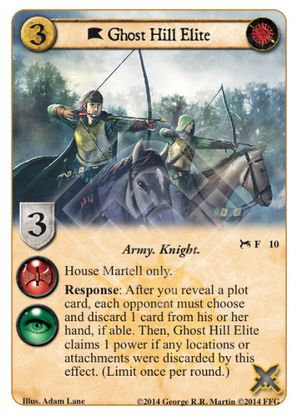 3
Ghost Hill Elite
3
Army. Knight.
F 10
House Martell only.
Response: After you reveal a plot
card, each opponent must choose
and discard 1 card from his or her
hand, if able. Then, Ghost Hill Elite
claims 1 power if any locations or
attachments were discarded by this
effect. (Limit once per round.)
Illus. Adam Lane
©2014 George R.R. Martin ©2014 FFG